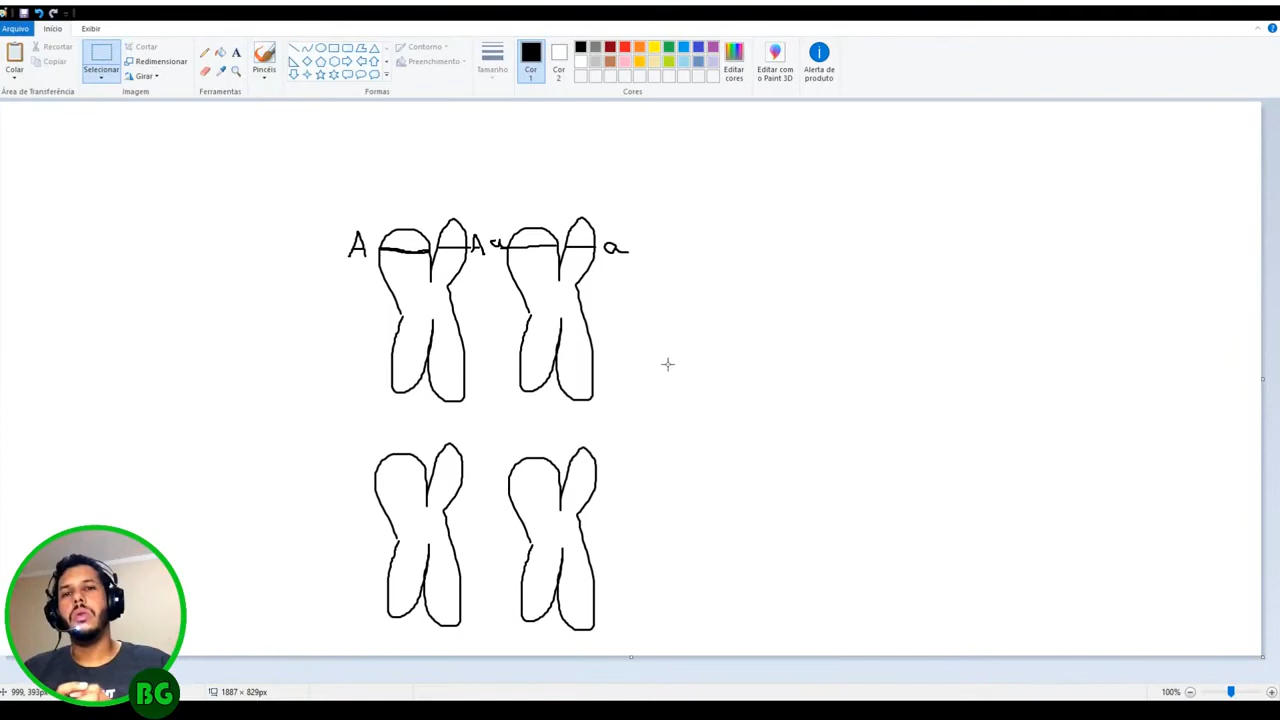 Arquivo Início Exibir
Colar
Recortar
Copiar
Área de Transferência
Selecionar
Cortar
Redimensionar
Girar
Imagem
A
Ferramentas
Pincéis
Contorno
Preenchimento
Formas
Tamanho
Cor 1
Cor 2
Editar cores
Cores
Editar com o Paint 3D
Alerta de produto
A A a a
BG
999, 393px 1887 × 829px 100%